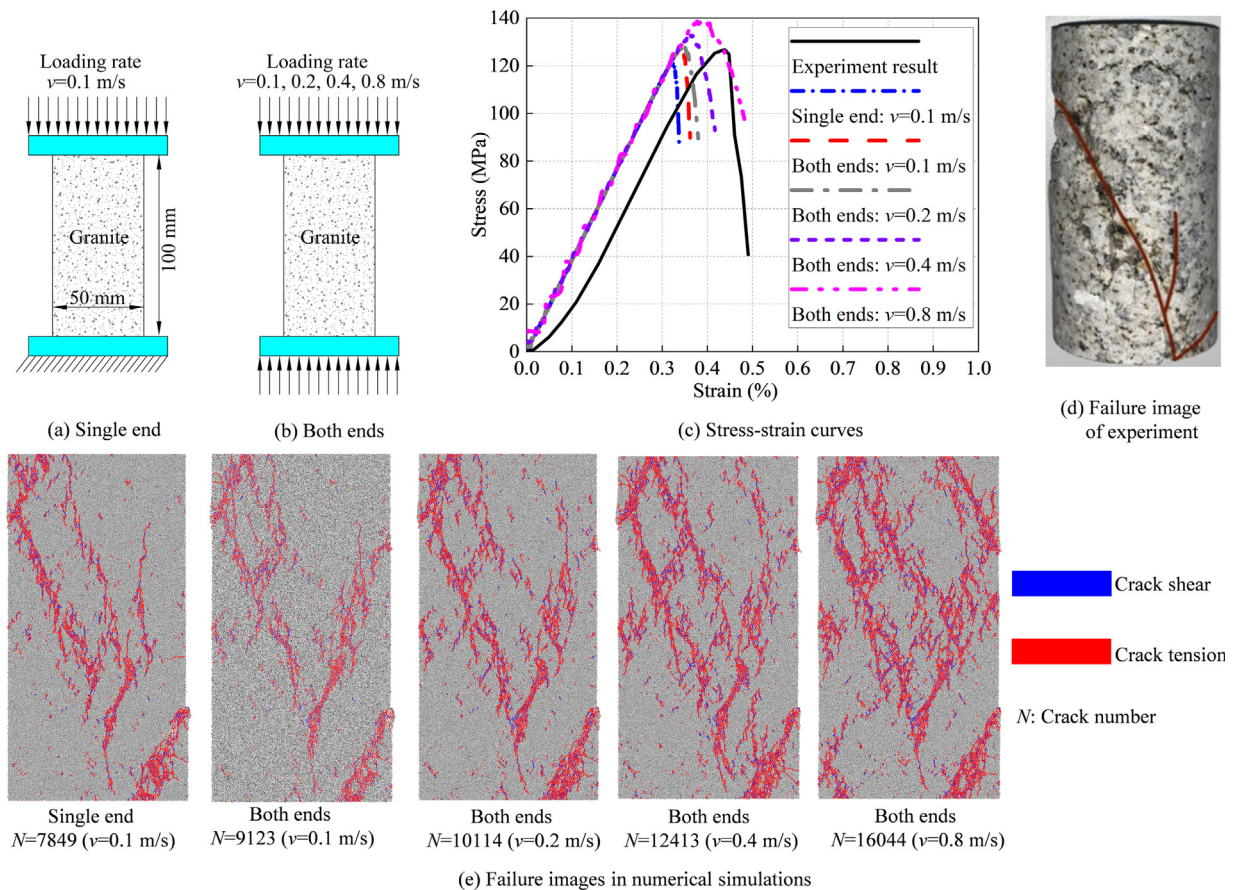 Loading rate
v=0.1 m/s
Granite
50 mm
100 mm
(a) Single end
Loading rate
v=0.1, 0.2, 0.4, 0.8 m/s
Granite
(b) Both ends
Stress (MPa)
140
120
100
80
60
40
20
0
0.0
0.1
0.2
0.3
0.4
0.5
0.6
0.7
0.8
0.9
1.0
Strain (%)
Experiment result
Single end: v=0.1 m/s
Both ends: v=0.1 m/s
Both ends: v=0.2 m/s
Both ends: v=0.4 m/s
Both ends: v=0.8 m/s
(c) Stress-strain curves
(d) Failure image
of experiment
Single end
N=7849 (v=0.1 m/s)
Both ends
N=9123 (v=0.1 m/s)
Both ends
N=10114 (v=0.2 m/s)
Both ends
N=12413 (v=0.4 m/s)
Both ends
N=16044 (v=0.8 m/s)
Crack shear
Crack tension
N: Crack number
(e) Failure images in numerical simulations